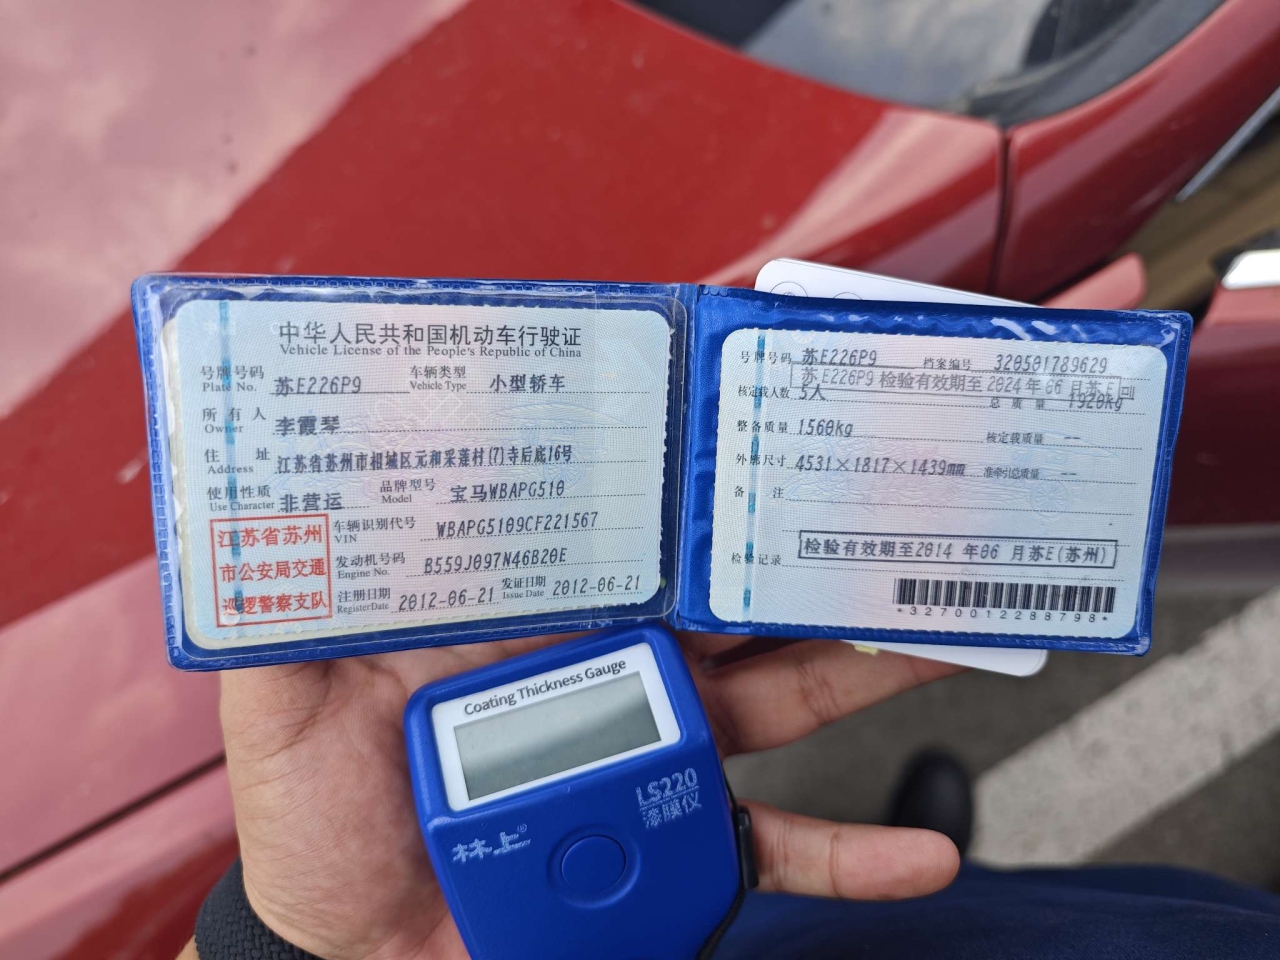 中华人民共和国机动车行驶证
Vehicle License of the People's Republic of China
号牌号码 苏E226P9 车辆类型 小型轿车
Plate No. Vehicle Type
所有人 李霞琴
Owner
住址 江苏省苏州市相城区元和采莲村(7)寺后底16号
Address
使用性质 非营运 品牌型号 宝马WBAPG510
Use Character Model
江苏省苏州
市公安局交通
巡逻警察支队
车辆识别代号 WBAPG5109CF221567
VIN
发动机号码 B559J097N46B20E
Engine No.
注册日期 2012-06-21 发证日期 2012-06-21
Register Date Issue Date
号牌号码 苏E226P9 档案编号 320501789629
苏E226P9 检验有效期至2024年06月苏E
核定载人数 5人 总质量 1920kg
整备质量 1560kg 核定载质量 --
外廓尺寸 4531×1817×1439mm 准牵引总质量 --
备注
检验记录 检验有效期至2014年06月苏E(苏州)
*3270012288798*
Coating Thickness Gauge
LS220
漆膜仪
林上®